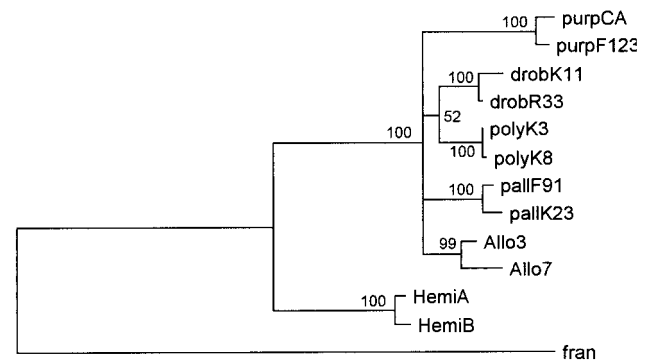 100 purpCA
purpF123
100 drobK11
drobR33
52
100 polyK3
100 polyK8
100 pallF91
pallK23
99 Allo3
Allo7
100 HemiA
HemiB
fran